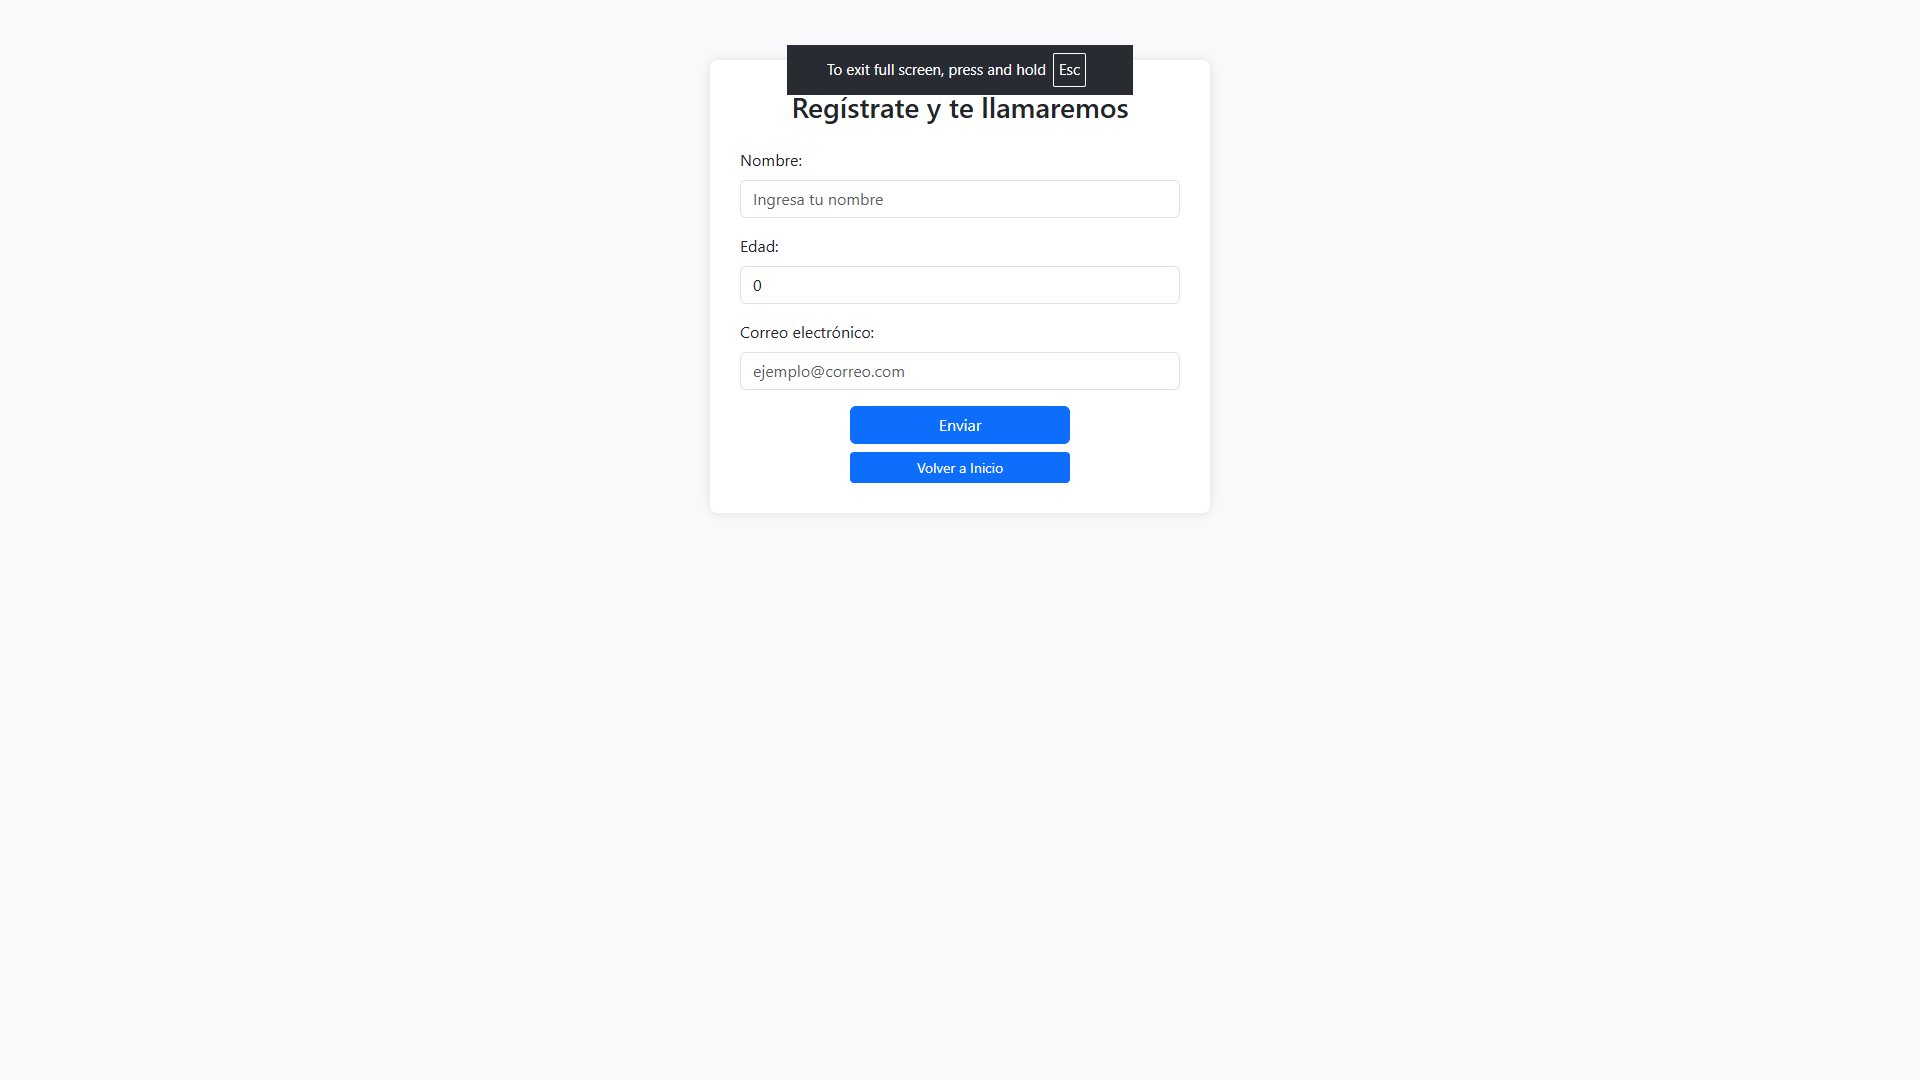 To exit full screen, press and hold Esc
Regístrate y te llamaremos
Nombre:
Ingresa tu nombre
Edad:
0
Correo electrónico:
ejemplo@correo.com
Enviar
Volver a Inicio